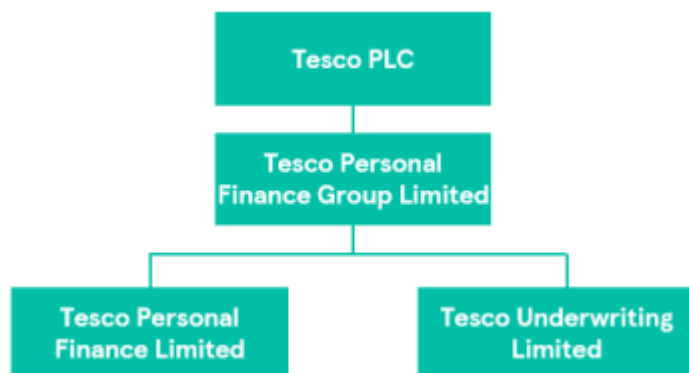 Tesco PLC
Tesco Personal
Finance Group Limited
Tesco Personal
Finance Limited
Tesco Underwriting
Limited